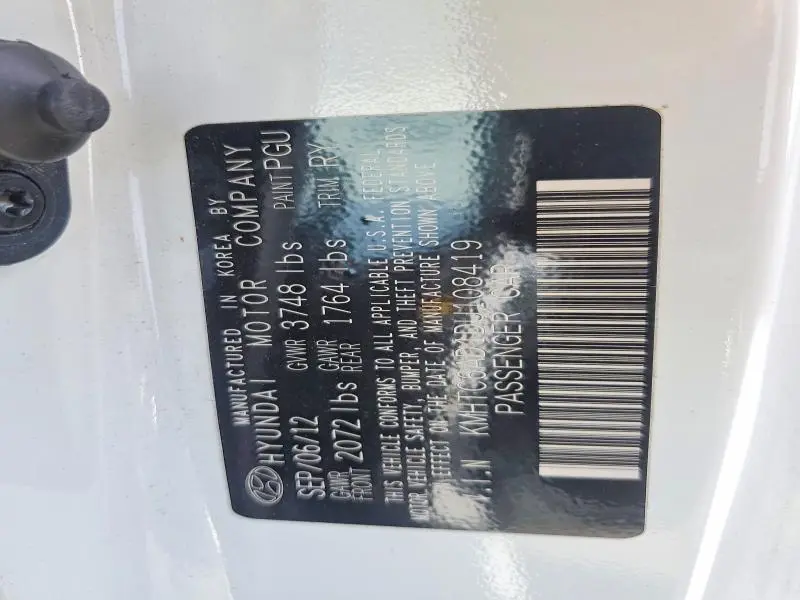 MANUFACTURED IN KOREA BY
HYUNDAI MOTOR COMPANY
SEP/06/12 GVWR 3748 lbs PAINT PGU
GAWR FRONT 2072 lbs GAWR REAR 1764 lbs TRIM RY
THIS VEHICLE CONFORMS TO ALL APPLICABLE U.S.A. FEDERAL
MOTOR VEHICLE SAFETY, BUMPER, AND THEFT PREVENTION STANDARDS
EFFECT ON THE DATE OF MANUFACTURE SHOWN ABOVE
V.I.N KMHTC6AD1DU108419
PASSENGER CAR